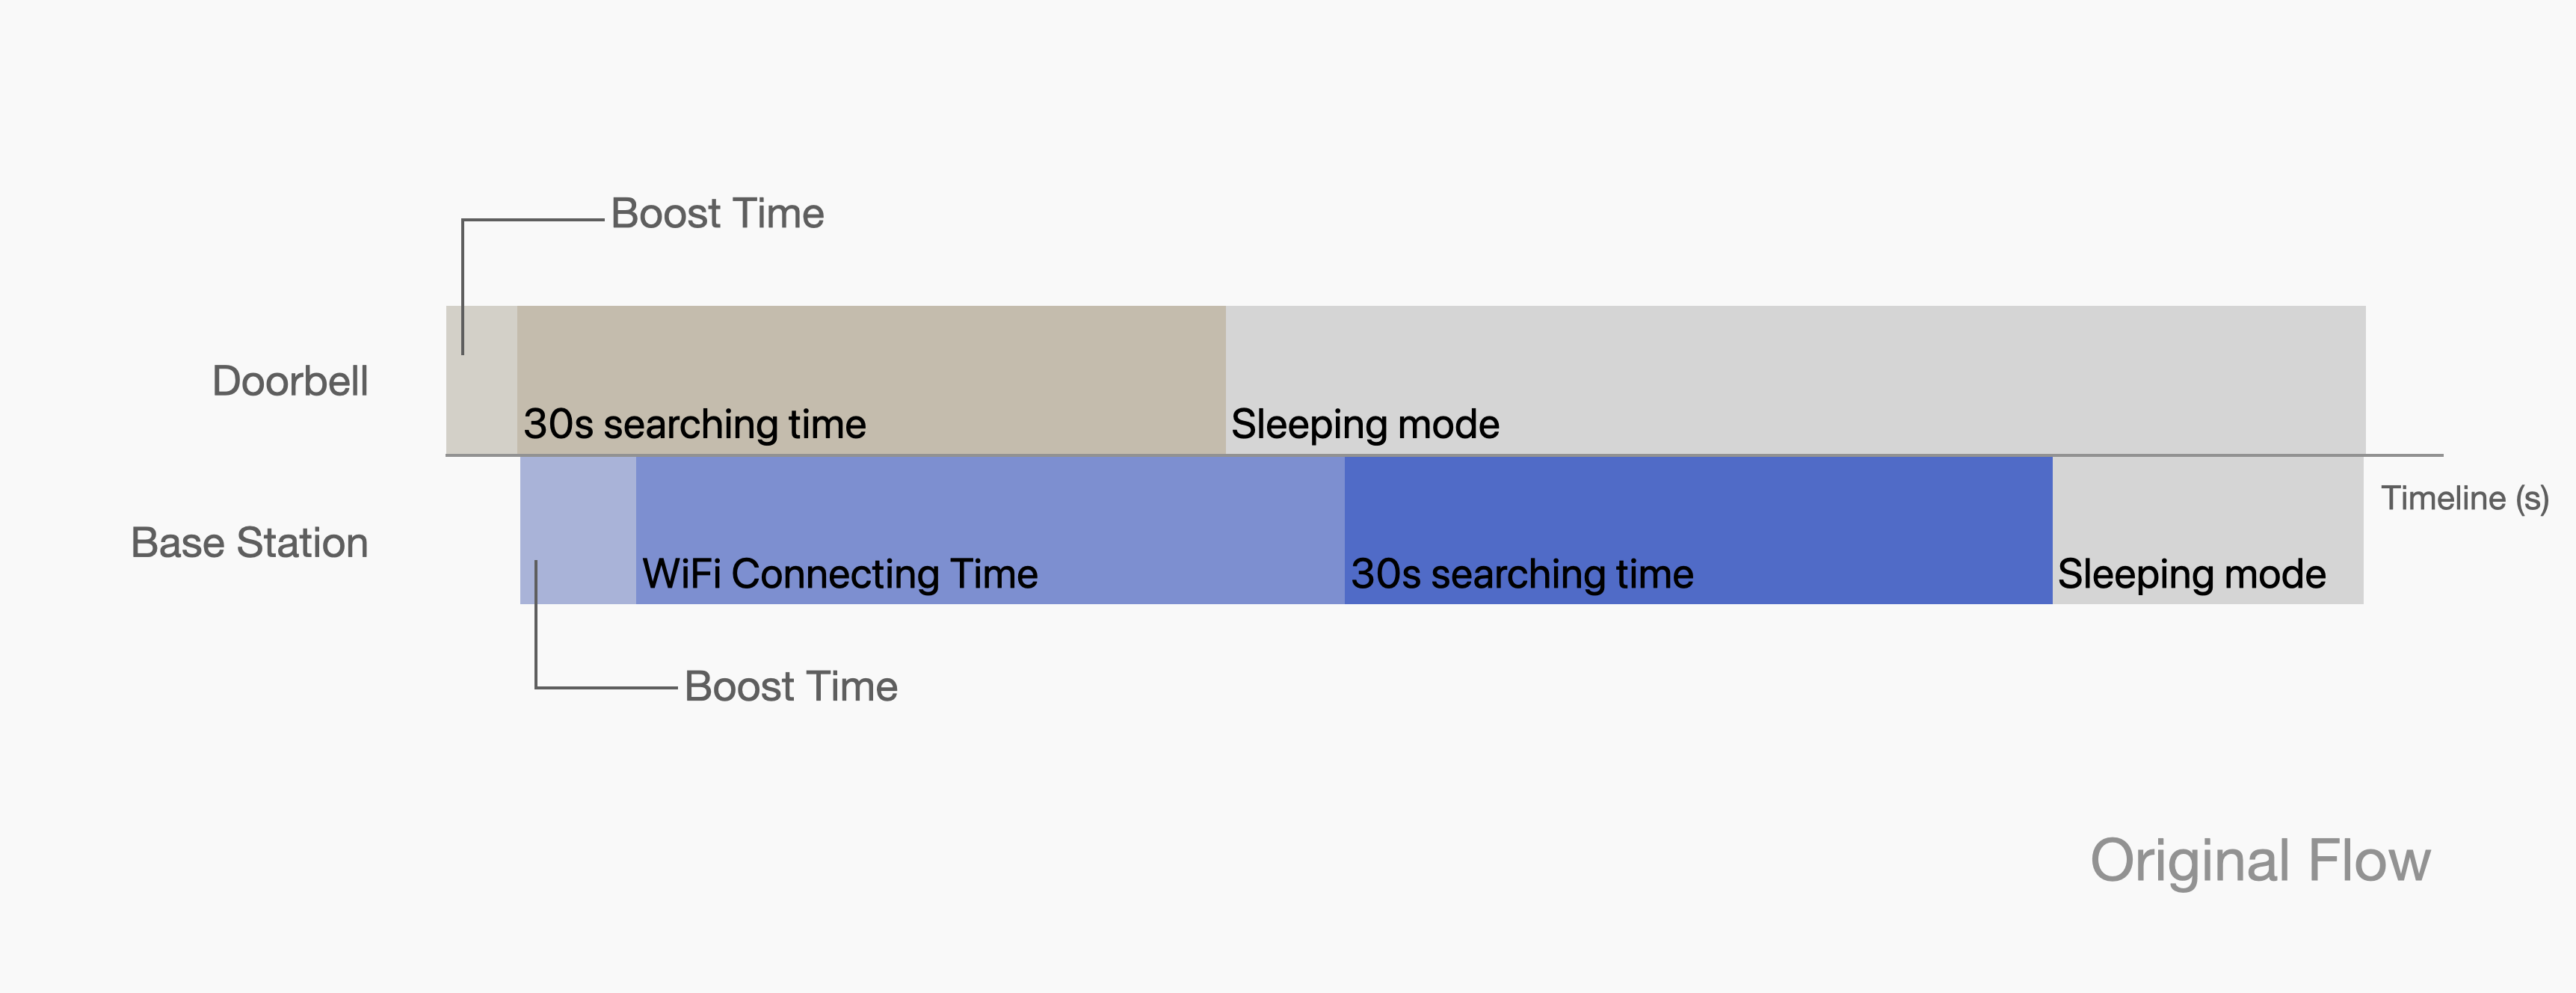 Boost Time
Doorbell
30s searching time
Sleeping mode
Timeline (s)
Base Station
WiFi Connecting Time
30s searching time
Sleeping mode
Boost Time
Original Flow